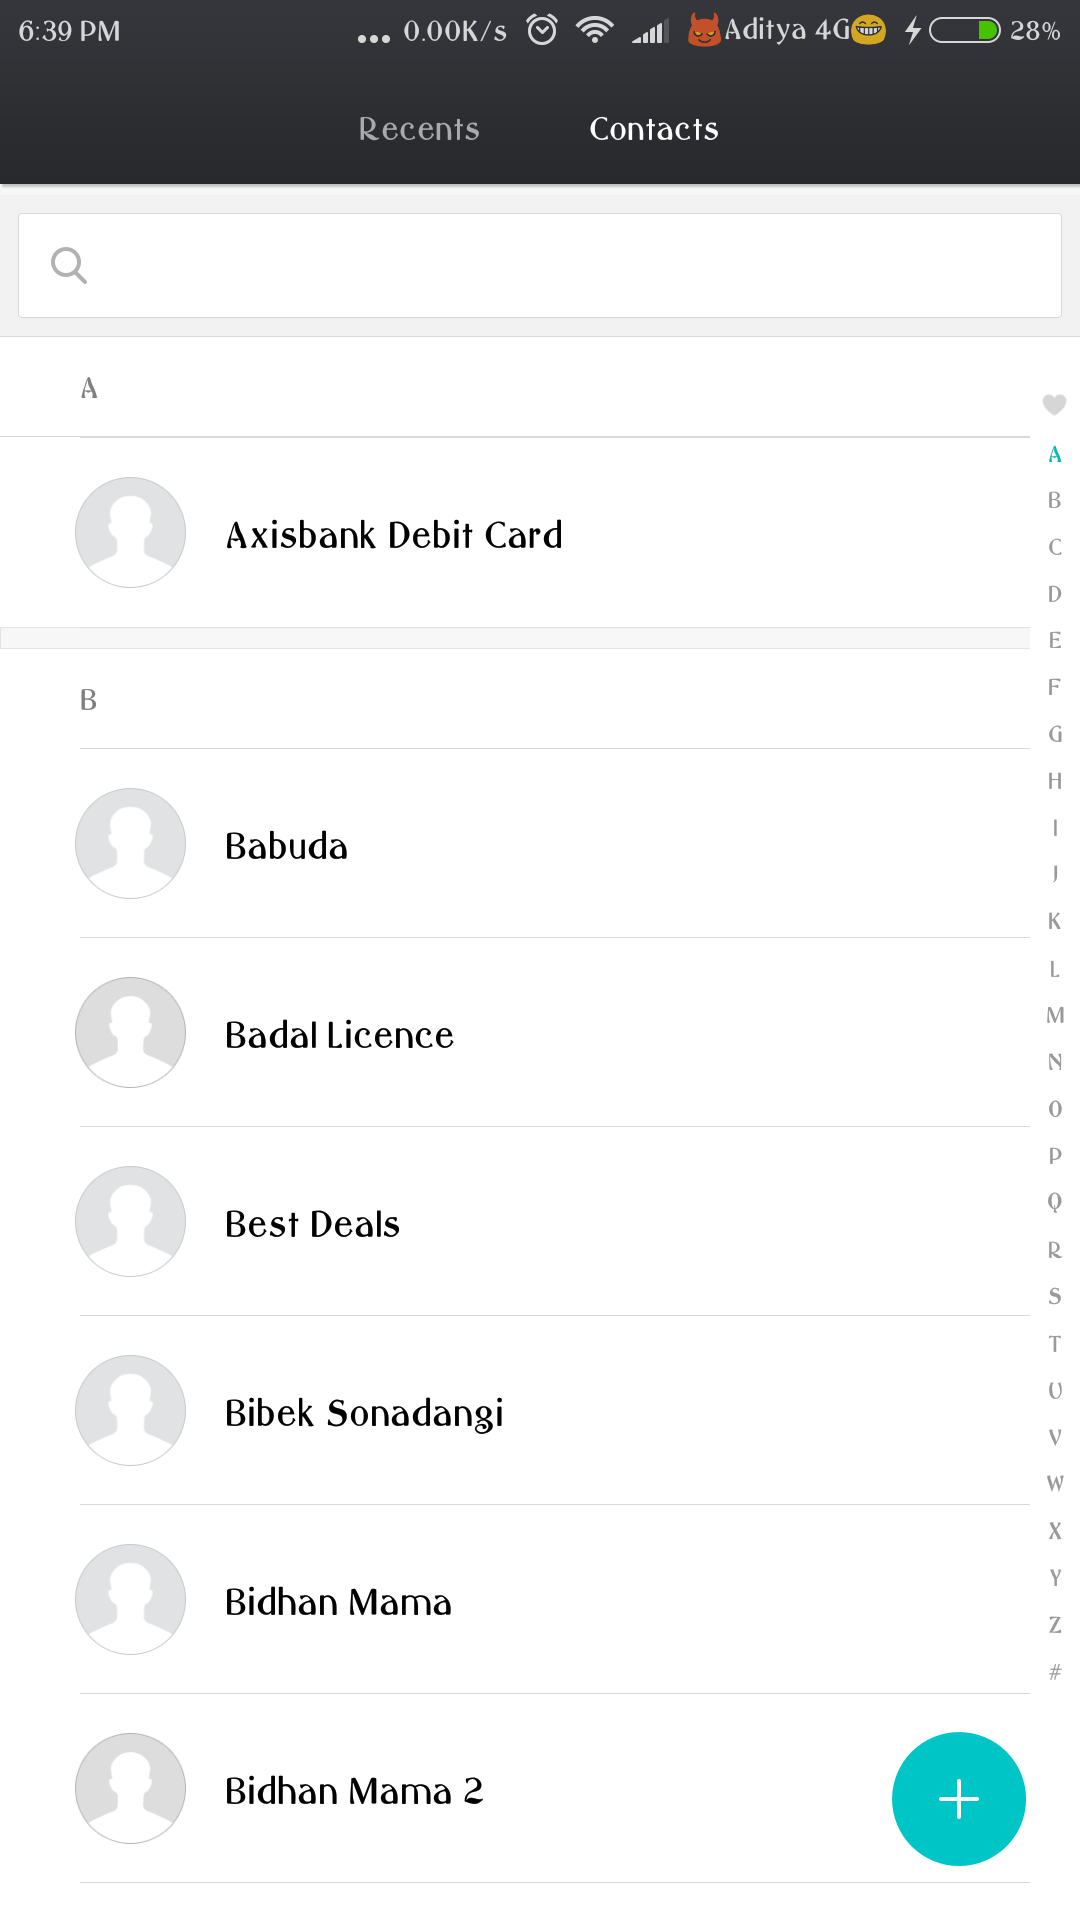 6:39 PM ... 0.00K/s 👿Aditya 4G😁 28%
Recents Contacts
A
Axisbank Debit Card
B
Babuda
Badal Licence
Best Deals
Bibek Sonadangi
Bidhan Mama
Bidhan Mama 2
A
B
C
D
E
F
G
H
I
J
K
L
M
N
O
P
Q
R
S
T
U
V
W
X
Y
Z
#